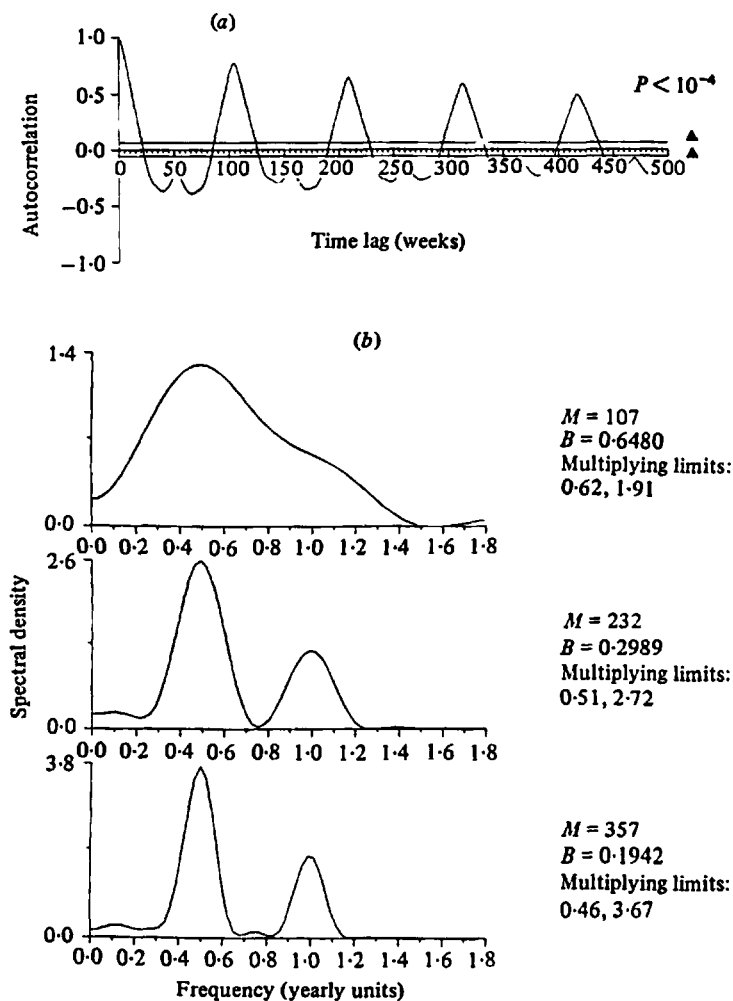 (a)
1·0
0·5
0·0
−0·5
−1·0
Autocorrelation
P < 10⁻⁴
0 50 100 150 200 250 300 350 400 450 500
Time lag (weeks)
(b)
Spectral density
1·4
0·0
0·0 0·2 0·4 0·6 0·8 1·0 1·2 1·4 1·6 1·8
M = 107
B = 0·6480
Multiplying limits:
0·62, 1·91
2·6
0·0
0·0 0·2 0·4 0·6 0·8 1·0 1·2 1·4 1·6 1·8
M = 232
B = 0·2989
Multiplying limits:
0·51, 2·72
3·8
0·0
0·0 0·2 0·4 0·6 0·8 1·0 1·2 1·4 1·6 1·8
M = 357
B = 0·1942
Multiplying limits:
0·46, 3·67
Frequency (yearly units)